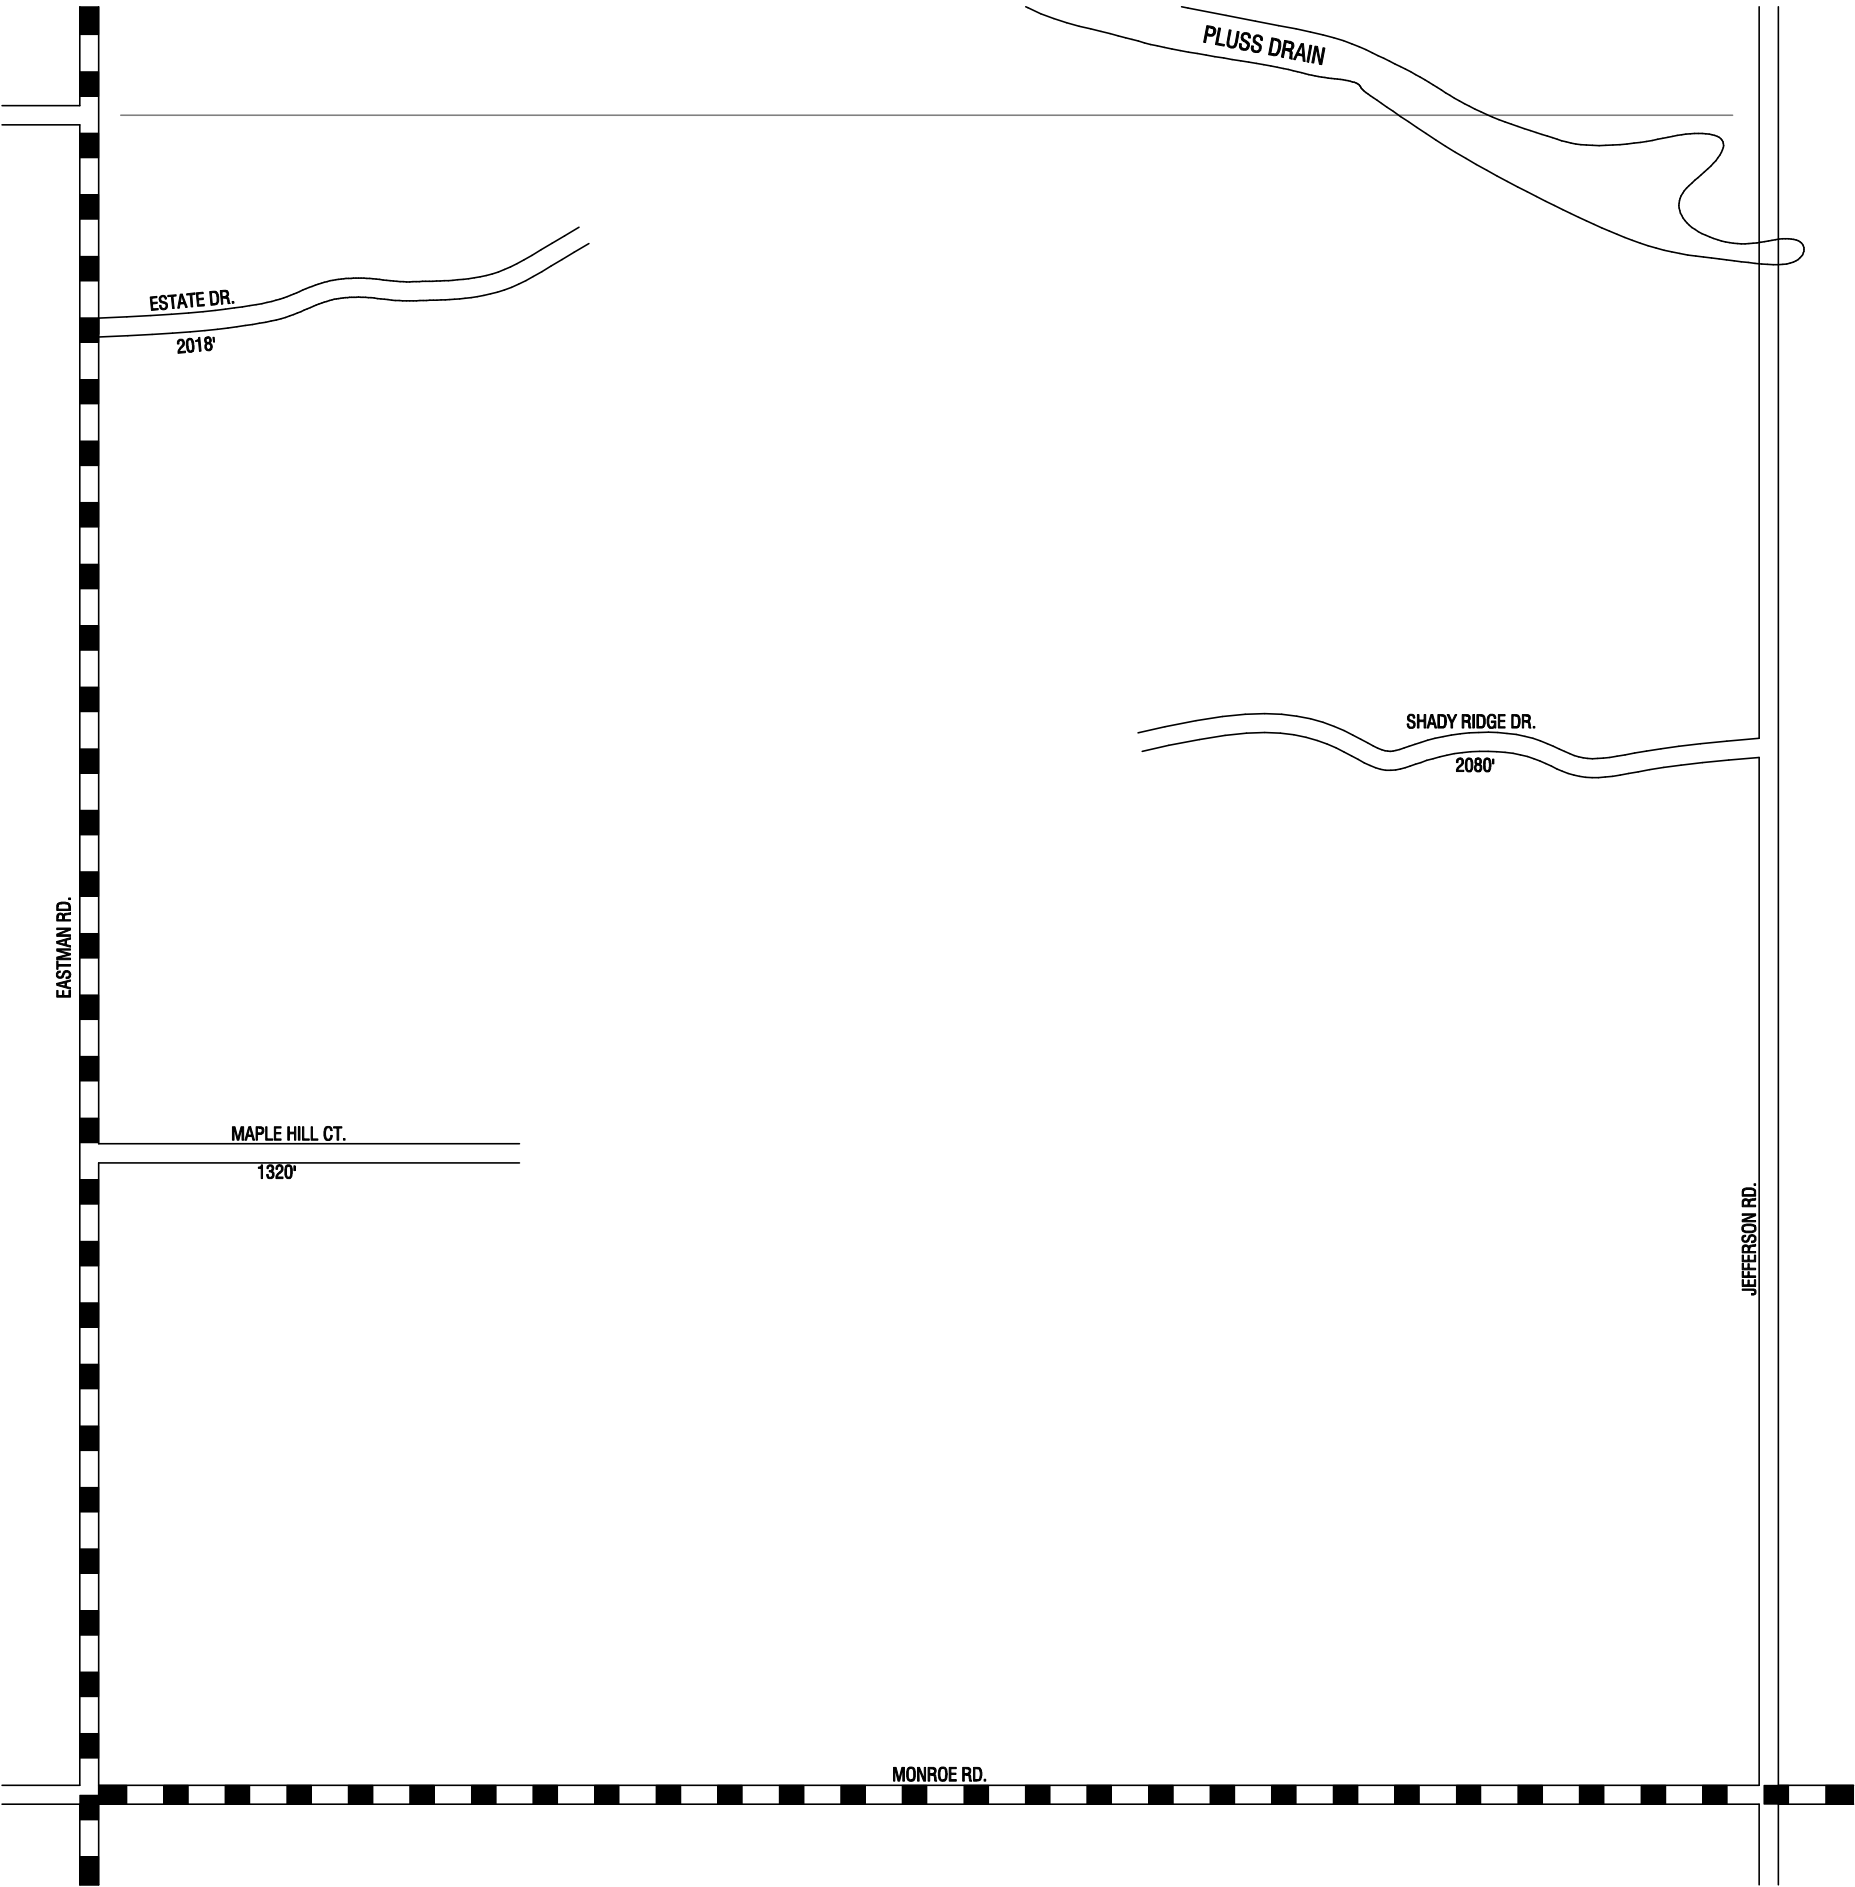 PLUSS DRAIN
ESTATE DR.
2018'
SHADY RIDGE DR.
2080'
EASTMAN RD.
MAPLE HILL CT.
1320'
JEFFERSON RD.
MONROE RD.